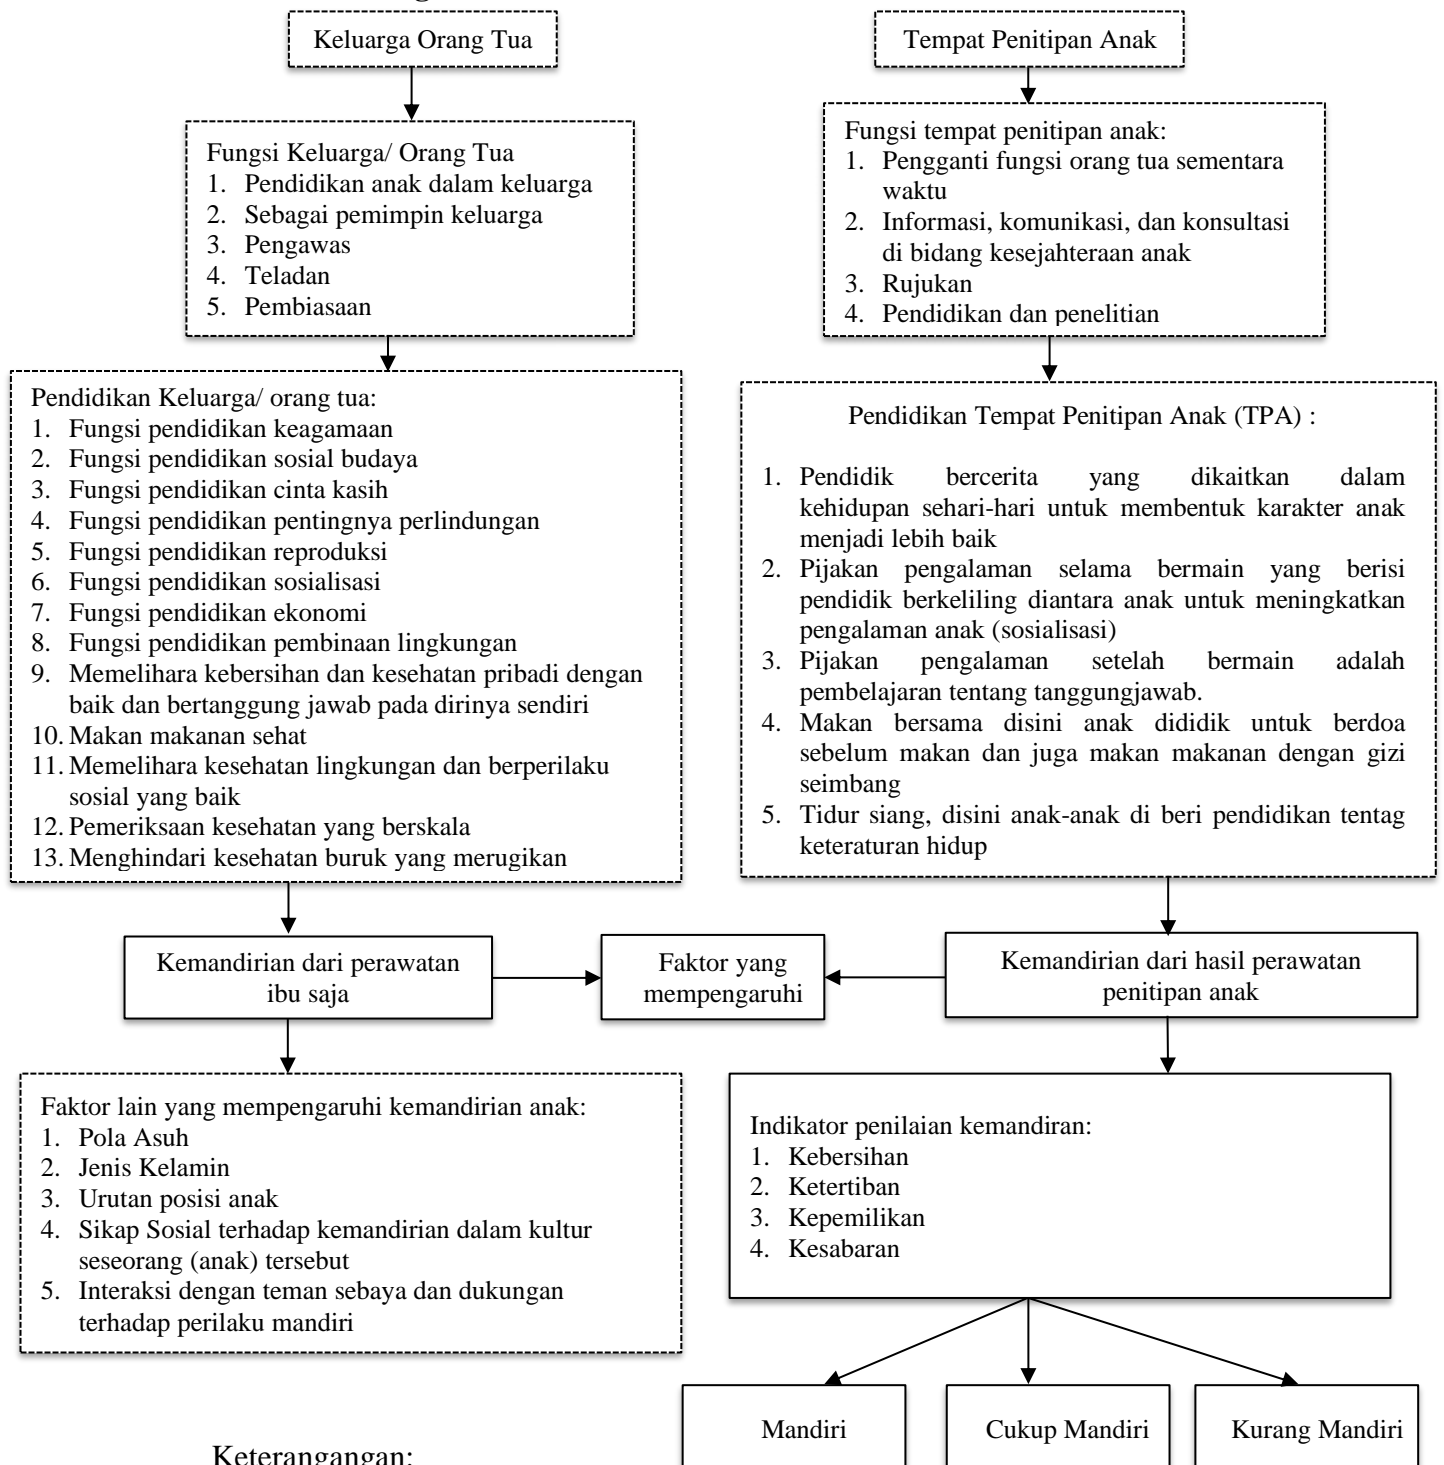 Keluarga Orang Tua
Tempat Penitipan Anak
Fungsi Keluarga/ Orang Tua
1. Pendidikan anak dalam keluarga
2. Sebagai pemimpin keluarga
3. Pengawas
4. Teladan
5. Pembiasaan
Fungsi tempat penitipan anak:
1. Pengganti fungsi orang tua sementara
waktu
2. Informasi, komunikasi, dan konsultasi
di bidang kesejahteraan anak
3. Rujukan
4. Pendidikan dan penelitian
Pendidikan Keluarga/ orang tua:
1. Fungsi pendidikan keagamaan
2. Fungsi pendidikan sosial budaya
3. Fungsi pendidikan cinta kasih
4. Fungsi pendidikan pentingnya perlindungan
5. Fungsi pendidikan reproduksi
6. Fungsi pendidikan sosialisasi
7. Fungsi pendidikan ekonomi
8. Fungsi pendidikan pembinaan lingkungan
9. Memelihara kebersihan dan kesehatan pribadi dengan
baik dan bertanggung jawab pada dirinya sendiri
10. Makan makanan sehat
11. Memelihara kesehatan lingkungan dan berperilaku
sosial yang baik
12. Pemeriksaan kesehatan yang berskala
13. Menghindari kesehatan buruk yang merugikan
Pendidikan Tempat Penitipan Anak (TPA) :
1. Pendidik bercerita yang dikaitkan dalam
kehidupan sehari-hari untuk membentuk karakter anak
menjadi lebih baik
2. Pijakan pengalaman selama bermain yang berisi
pendidik berkeliling diantara anak untuk meningkatkan
pengalaman anak (sosialisasi)
3. Pijakan pengalaman setelah bermain adalah
pembelajaran tentang tanggungjawab.
4. Makan bersama disini anak dididik untuk berdoa
sebelum makan dan juga makan makanan dengan gizi
seimbang
5. Tidur siang, disini anak-anak di beri pendidikan tentag
keteraturan hidup
Kemandirian dari perawatan
ibu saja
Faktor yang
mempengaruhi
Kemandirian dari hasil perawatan
penitipan anak
Faktor lain yang mempengaruhi kemandirian anak:
1. Pola Asuh
2. Jenis Kelamin
3. Urutan posisi anak
4. Sikap Sosial terhadap kemandirian dalam kultur
seseorang (anak) tersebut
5. Interaksi dengan teman sebaya dan dukungan
terhadap perilaku mandiri
Indikator penilaian kemandiran:
1. Kebersihan
2. Ketertiban
3. Kepemilikan
4. Kesabaran
Mandiri
Cukup Mandiri
Kurang Mandiri
Keterangangan: